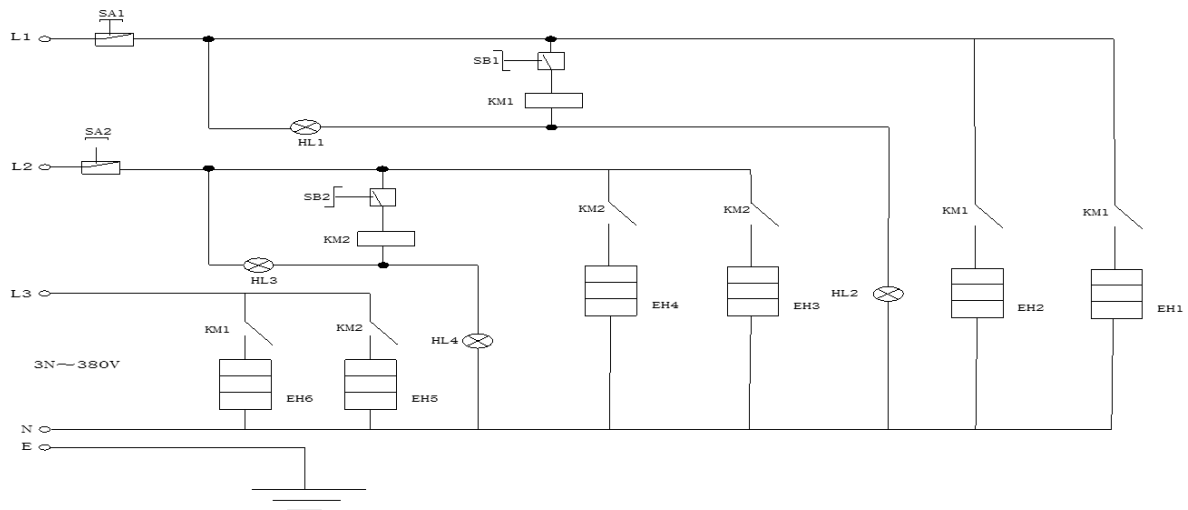 SA1
L1
SB1
KM1
HL1
SA2
L2
SB2
KM2
KM2
KM2
KM1
KM1
HL3
L3
HL2
EH4
EH3
EH2
EH1
KM1
KM2
HL4
3N～380V
EH6
EH5
N
E